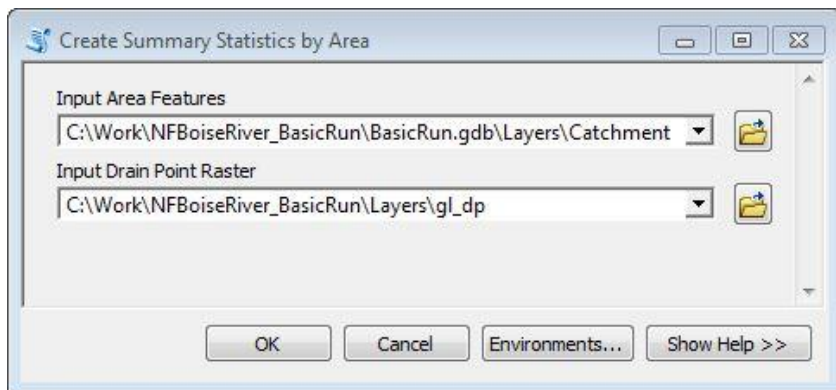 Create Summary Statistics by Area
Input Area Features
C:\Work\NFBoiseRiver_BasicRun\BasicRun.gdb\Layers\Catchment
Input Drain Point Raster
C:\Work\NFBoiseRiver_BasicRun\Layers\gl_dp
OK Cancel Environments... Show Help >>